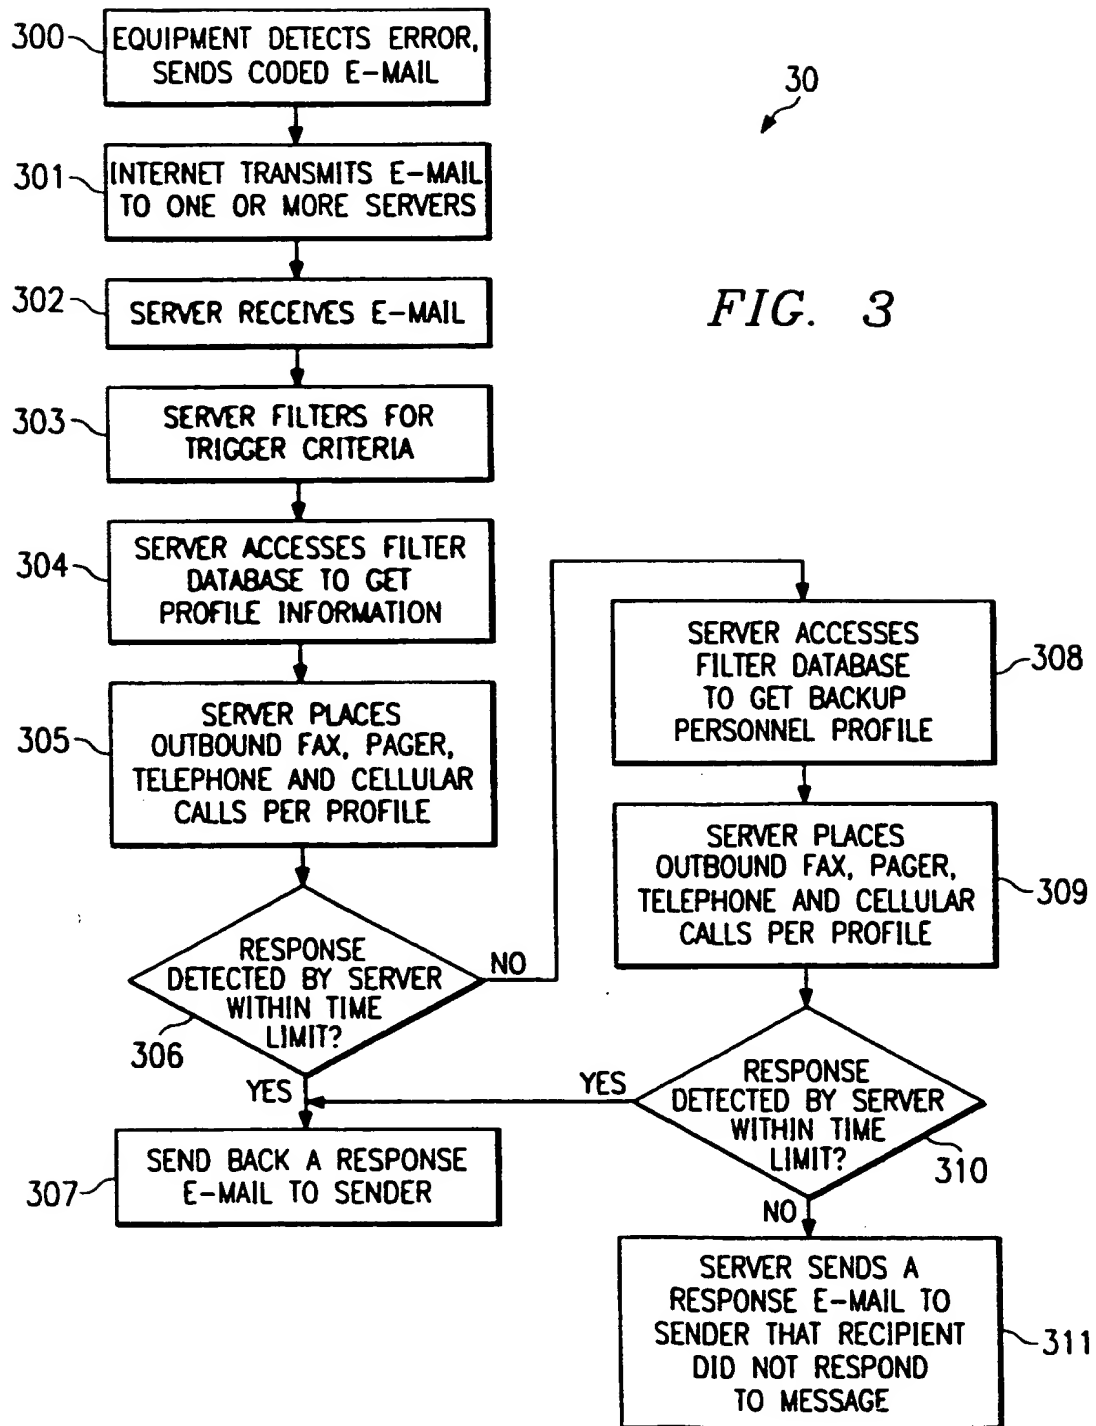 300
EQUIPMENT DETECTS ERROR,
SENDS CODED E-MAIL
30
301
INTERNET TRANSMITS E-MAIL
TO ONE OR MORE SERVERS
302
SERVER RECEIVES E-MAIL
FIG. 3
303
SERVER FILTERS FOR
TRIGGER CRITERIA
304
SERVER ACCESSES FILTER
DATABASE TO GET
PROFILE INFORMATION
305
SERVER PLACES
OUTBOUND FAX, PAGER,
TELEPHONE AND CELLULAR
CALLS PER PROFILE
RESPONSE
DETECTED BY SERVER
WITHIN TIME
LIMIT?
306
NO
YES
307
SEND BACK A RESPONSE
E-MAIL TO SENDER
SERVER ACCESSES
FILTER DATABASE
TO GET BACKUP
PERSONNEL PROFILE
308
SERVER PLACES
OUTBOUND FAX, PAGER,
TELEPHONE AND CELLULAR
CALLS PER PROFILE
309
YES
RESPONSE
DETECTED BY SERVER
WITHIN TIME
LIMIT?
310
NO
SERVER SENDS A
RESPONSE E-MAIL TO
SENDER THAT RECIPIENT
DID NOT RESPOND
TO MESSAGE
311